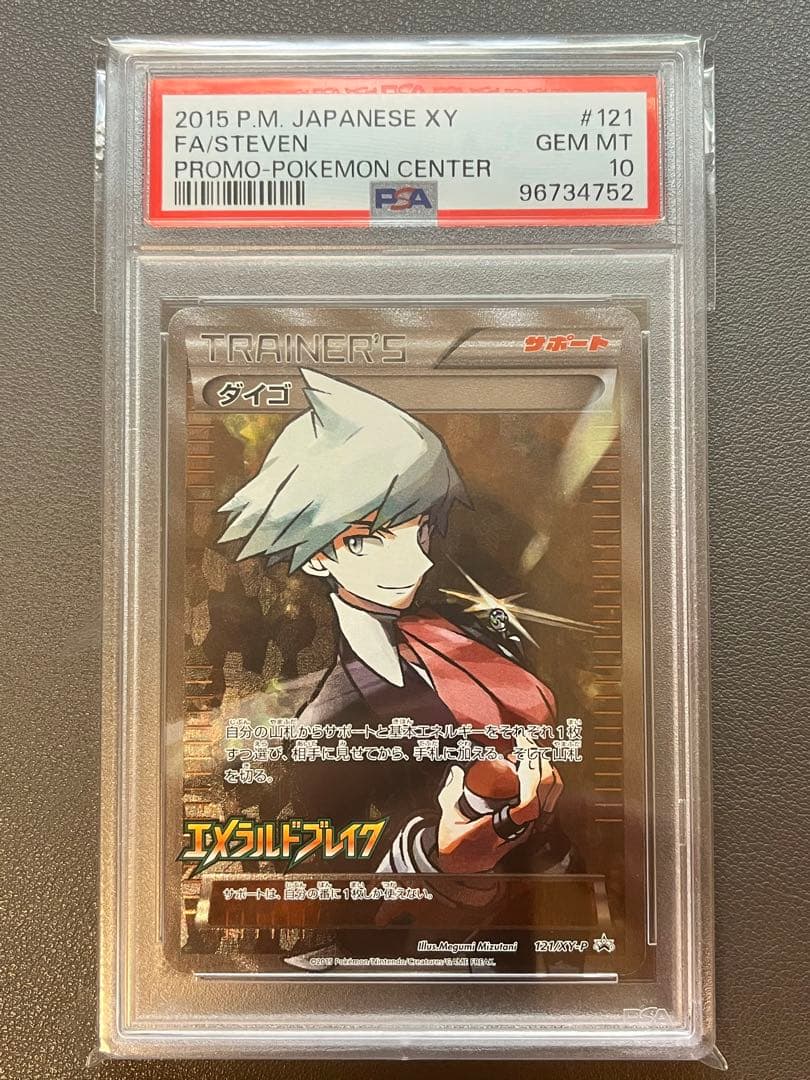 2015 P.M. JAPANESE XY #121
FA/STEVEN GEM MT
PROMO-POKEMON CENTER 10
PSA 96734752
TRAINER'S サポート
ダイゴ
自分の山札からサポートと基本エネルギーをそれぞれ1枚
ずつ選び、相手に見せてから、手札に加える。そして山札
を切る。
エメラルドブレイク
サポートは、自分の番に1枚しか使えない。
Illus.Megumi Mizutani 121/XY-P
©2015 Pokémon/Nintendo/Creatures/GAME FREAK.
PSA